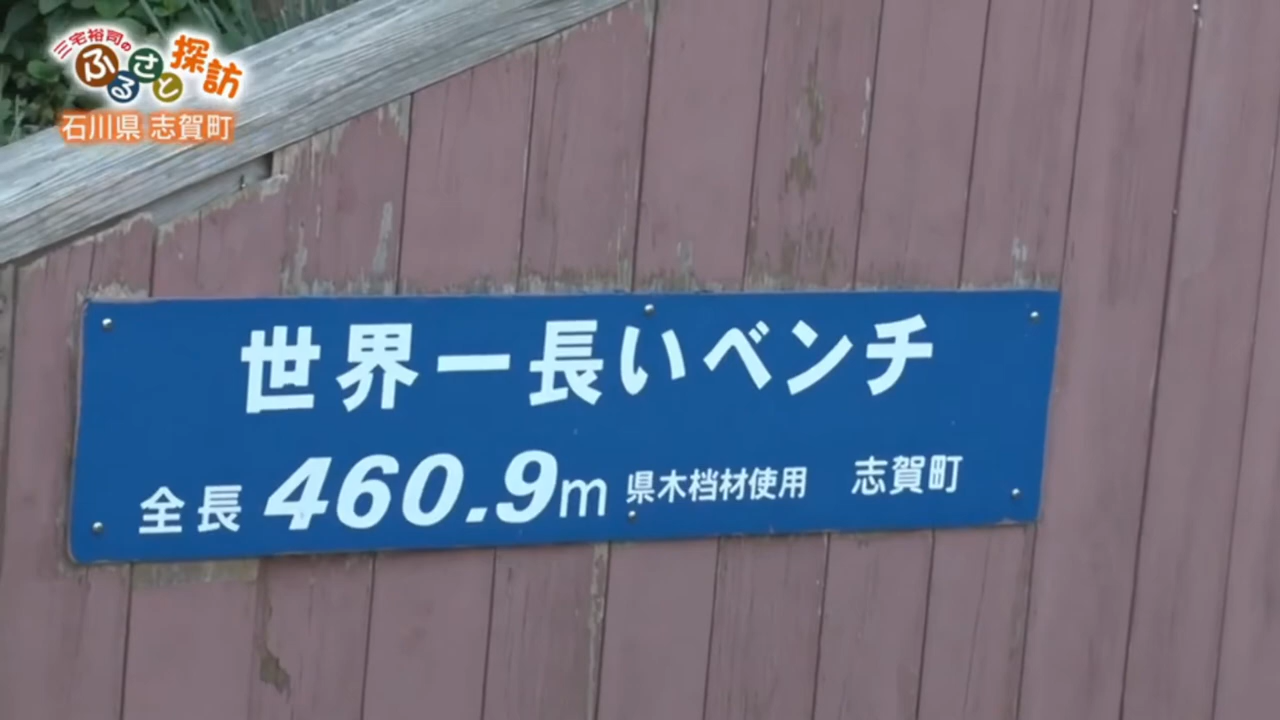 三宅裕司の
ふるさと探訪
石川県 志賀町
世界一長いベンチ
全長 460.9m 県木档材使用 志賀町